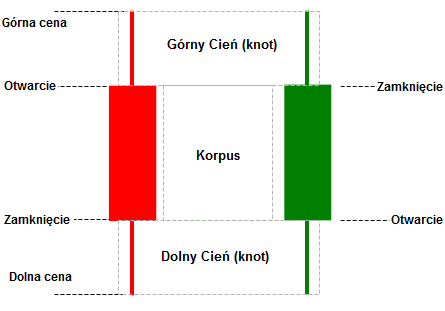 Górna cena
Górny Cień (knot)
Otwarcie
Zamknięcie
Korpus
Zamknięcie
Otwarcie
Dolny Cień (knot)
Dolna cena